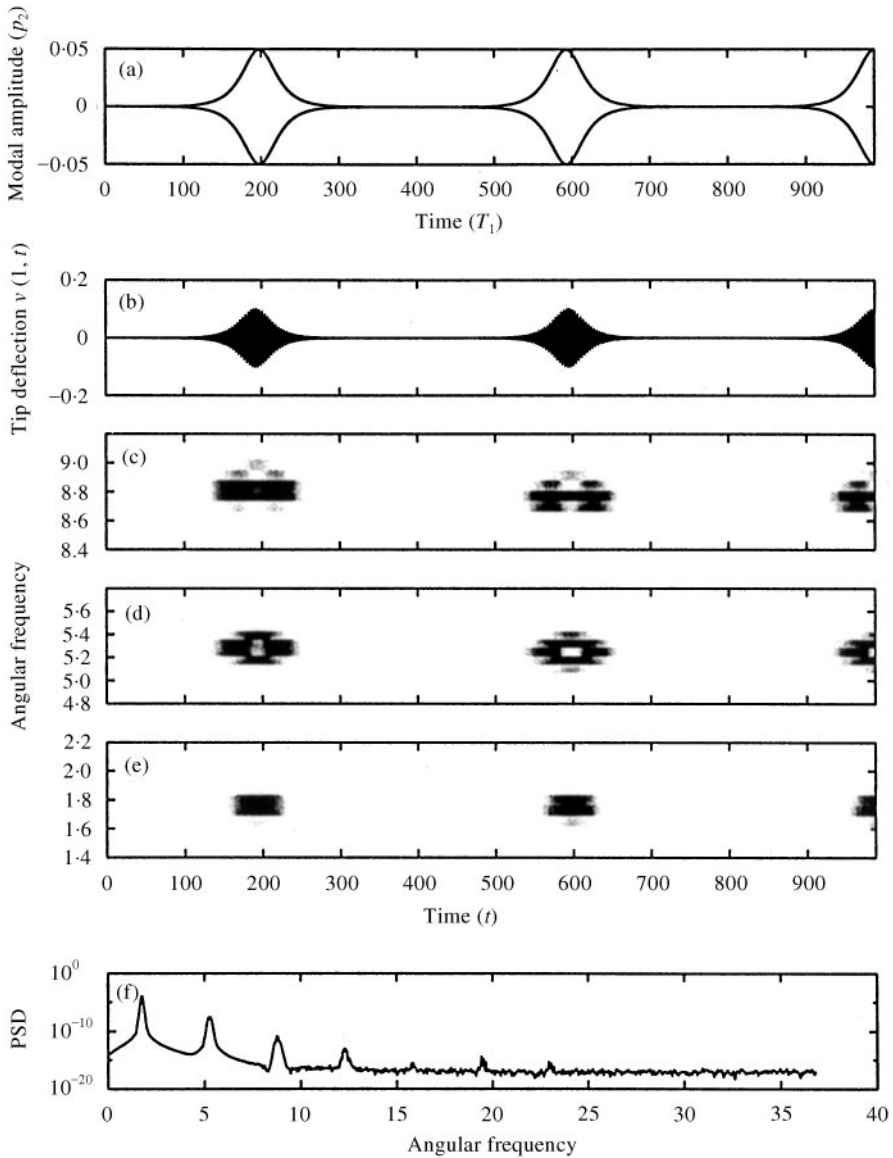 Modal amplitude (p₂)
0·05
0
−0·05
(a)
0 100 200 300 400 500 600 700 800 900
Time (T₁)
Tip deflection v (1, t)
0·2
0
−0·2
(b)
(c)
9·0
8·8
8·6
8·4
Angular frequency
(d)
5·6
5·4
5·2
5·0
4·8
(e)
2·2
2·0
1·8
1·6
1·4
0 100 200 300 400 500 600 700 800 900
Time (t)
PSD
10⁰
10⁻¹⁰
10⁻²⁰
(f)
0 5 10 15 20 25 30 35 40
Angular frequency